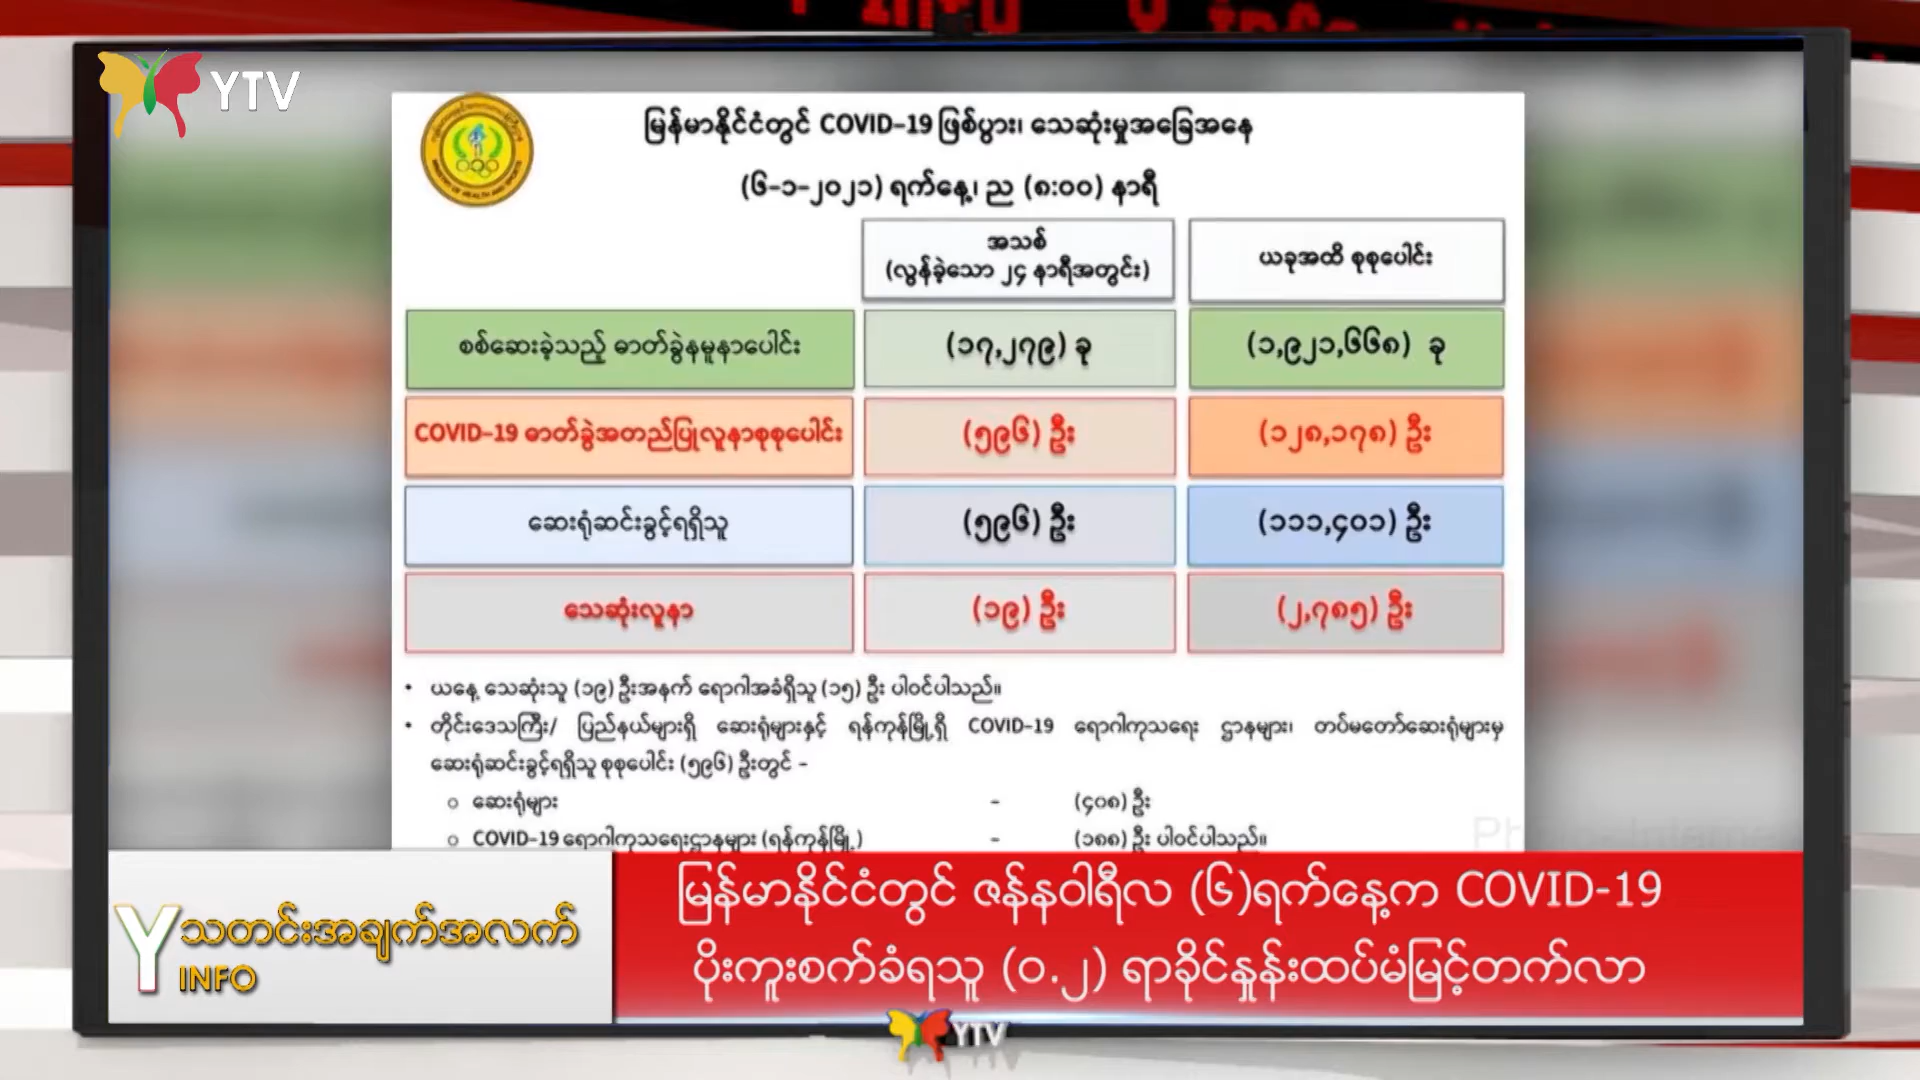 YTV
မြန်မာနိုင်ငံတွင် COVID-19 ဖြစ်ပွား၊ သေဆုံးမှုအခြေအနေ
(၆-၁-၂၀၂၁) ရက်နေ့၊ ည (၈:၀၀) နာရီ
အသစ်
(လွန်ခဲ့သော ၂၄ နာရီအတွင်း)
ယခုအထိ စုစုပေါင်း
စစ်ဆေးခဲ့သည့် ဓာတ်ခွဲနမူနာပေါင်း
(၁၇,၂၇၉) ခု
(၁,၉၂၁,၆၆၈) ခု
COVID-19 ဓာတ်ခွဲအတည်ပြုလူနာစုစုပေါင်း
(၅၉၆) ဦး
(၁၂၈,၁၇၈) ဦး
ဆေးရုံဆင်းခွင့်ရရှိသူ
(၅၉၆) ဦး
(၁၁၁,၄၀၁) ဦး
သေဆုံးလူနာ
(၁၉) ဦး
(၂,၇၈၅) ဦး
• ယနေ့ သေဆုံးသူ (၁၉) ဦးအနက် ရောဂါအခံရှိသူ (၁၅) ဦး ပါဝင်ပါသည်။
• တိုင်းဒေသကြီး/ ပြည်နယ်များရှိ ဆေးရုံများနှင့် ရန်ကုန်မြို့ရှိ COVID-19 ရောဂါကုသရေး ဌာနများ၊ တပ်မတော်ဆေးရုံများမှ
ဆေးရုံဆင်းခွင့်ရရှိသူ စုစုပေါင်း (၅၉၆) ဦးတွင် -
o ဆေးရုံများ - (၄၀၈) ဦး
o COVID-19 ရောဂါကုသရေးဌာနများ (ရန်ကုန်မြို့) - (၁၈၈) ဦး ပါဝင်ပါသည်။
Y သတင်းအချက်အလက်
INFO
မြန်မာနိုင်ငံတွင် ဇန်နဝါရီလ (၆)ရက်နေ့က COVID-19
ပိုးကူးစက်ခံရသူ (၀.၂) ရာခိုင်နှုန်းထပ်မံမြင့်တက်လာ
YTV